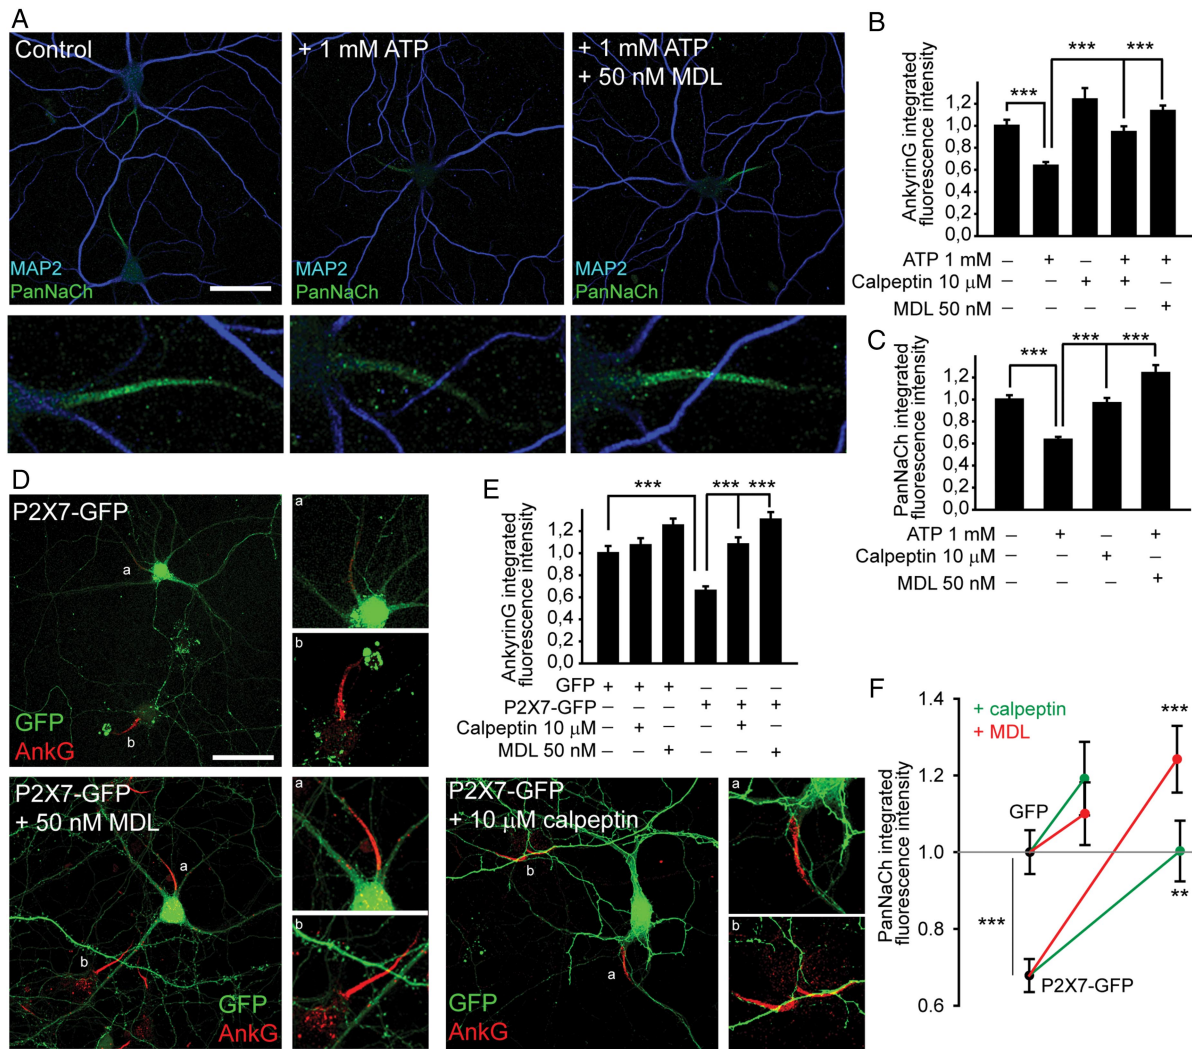 A
Control
+ 1 mM ATP
+ 1 mM ATP
+ 50 nM MDL
MAP2
PanNaCh
MAP2
PanNaCh
MAP2
PanNaCh
B
AnkyrinG integrated
fluorescence intensity
1,2
1,0
0,8
0,6
0,4
0,2
0,0
***
***
***
ATP 1 mM – + – + +
Calpeptin 10 μM – – + + –
MDL 50 nM – – – – +
C
PanNaCh integrated
fluorescence intensity
1,2
1,0
0,8
0,6
0,4
0,2
0,0
***
***
***
ATP 1 mM – + – +
Calpeptin 10 μM – – + –
MDL 50 nM – – – +
D
P2X7-GFP
a
b
GFP
AnkG
a
b
P2X7-GFP
+ 50 nM MDL
a
b
GFP
AnkG
a
b
P2X7-GFP
+ 10 μM calpeptin
b
a
GFP
AnkG
a
b
E
AnkyrinG integrated
fluorescence intensity
1,2
1,0
0,8
0,6
0,4
0,2
0,0
***
***
***
GFP + + + – – –
P2X7-GFP – – – + + +
Calpeptin 10 μM – + – – + –
MDL 50 nM – – + – – +
F
PanNaCh integrated
fluorescence intensity
1.4
1.2
1.0
0.8
0.6
+ calpeptin
+ MDL
GFP
P2X7-GFP
***
***
**